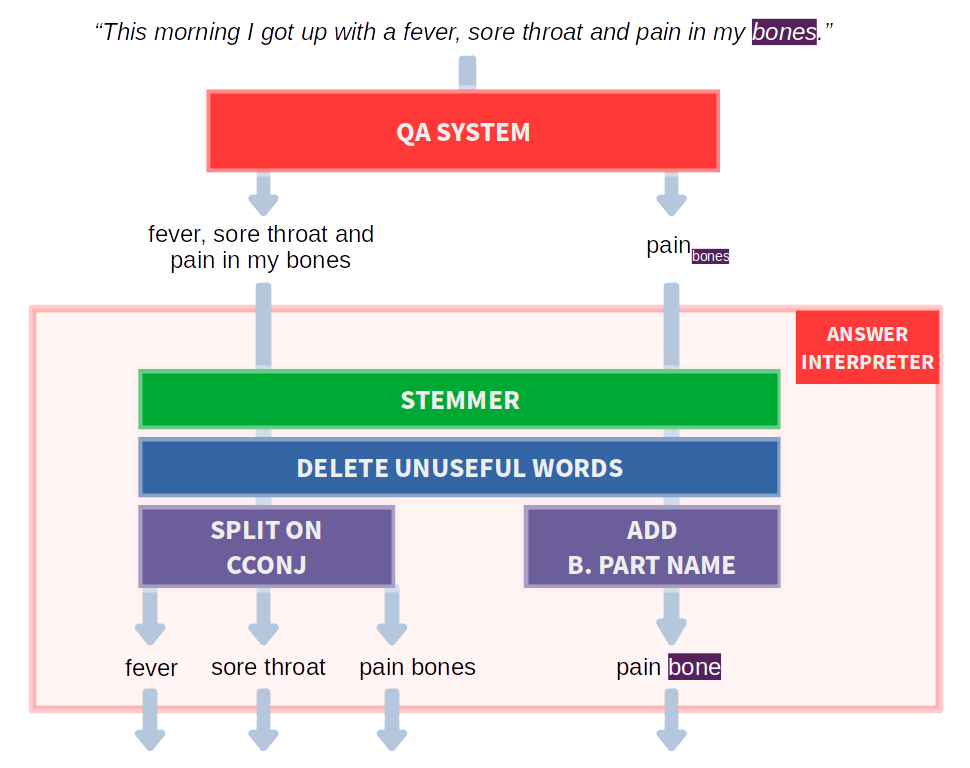 “This morning I got up with a fever, sore throat and pain in my bones.”
QA SYSTEM
fever, sore throat and
pain in my bones
pain bones
ANSWER
INTERPRETER
STEMMER
DELETE UNUSEFUL WORDS
SPLIT ON
CCONJ
ADD
B. PART NAME
fever
sore throat
pain bones
pain bone